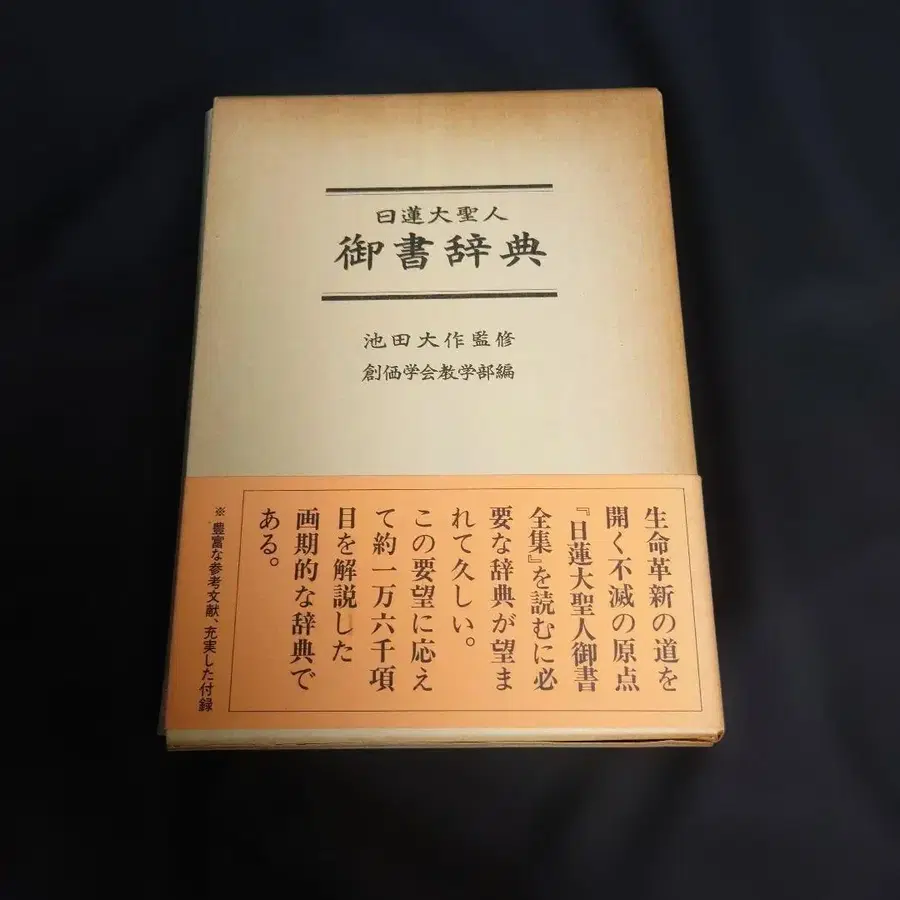 日蓮大聖人
御書辞典
池田大作監修
創価学会教学部編
生命革新の道を
開く不滅の原点
『日蓮大聖人御書
全集』を読むに必
要な辞典が望ま
れて久しい。
この要望に応え
て約一万六千項
目を解説した
画期的な辞典で
ある。
※豊富な参考文献、充実した付録